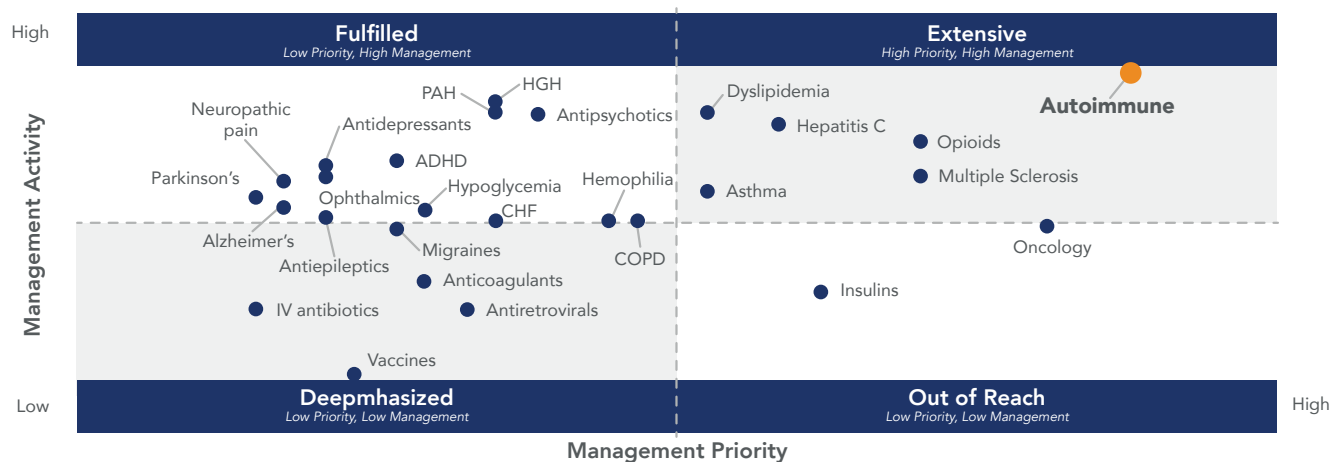 High
Fulfilled
Low Priority, High Management
Extensive
High Priority, High Management
HGH
PAH
Antipsychotics
Neuropathic
pain
Antidepressants
ADHD
Parkinson's
Ophthalmics
Hypoglycemia
Hemophilia
CHF
Alzheimer's
Antiepileptics
Migraines
COPD
Anticoagulants
IV antibiotics
Antiretrovirals
Vaccines
Dyslipidemia
Autoimmune
Hepatitis C
Opioids
Multiple Sclerosis
Asthma
Oncology
Insulins
Management Activity
Low
Deepmhasized
Low Priority, Low Management
Out of Reach
Low Priority, Low Management
High
Management Priority